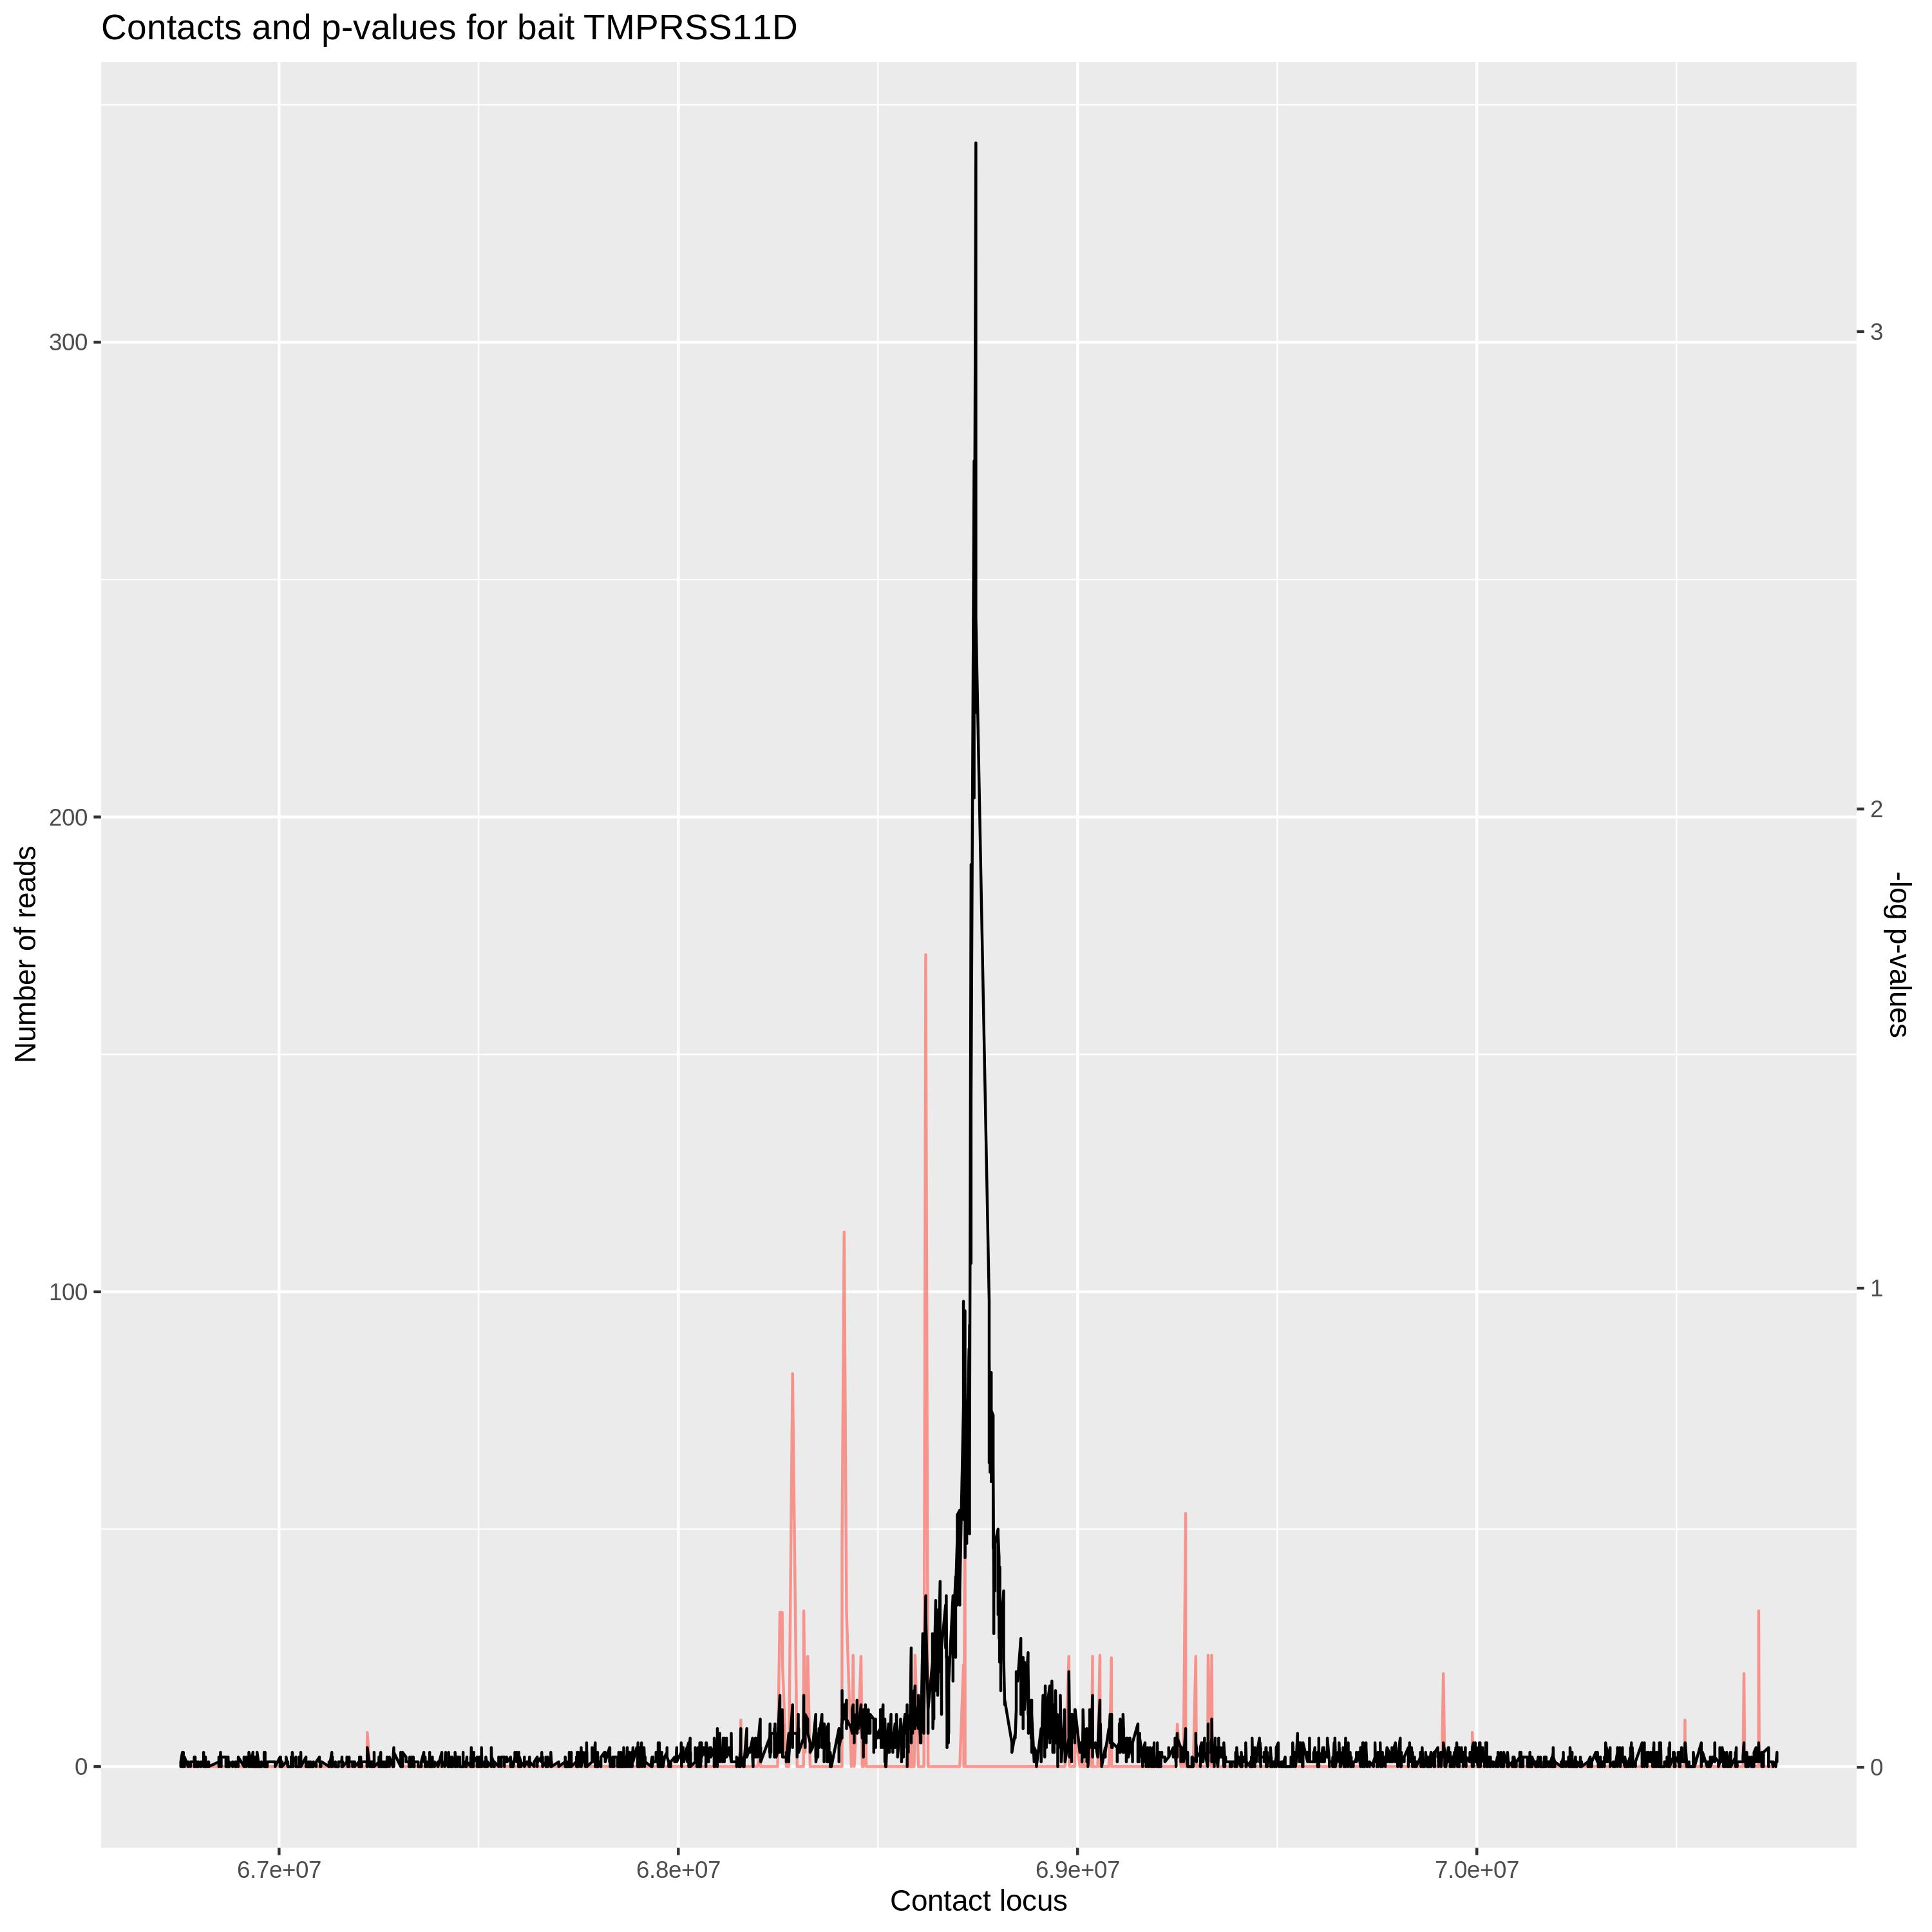 Contacts and p-values for bait TMPRSS11D
Number of reads
300
200
100
0
3
2
1
0
-log p-values
6.7e+07
6.8e+07
6.9e+07
7.0e+07
Contact locus